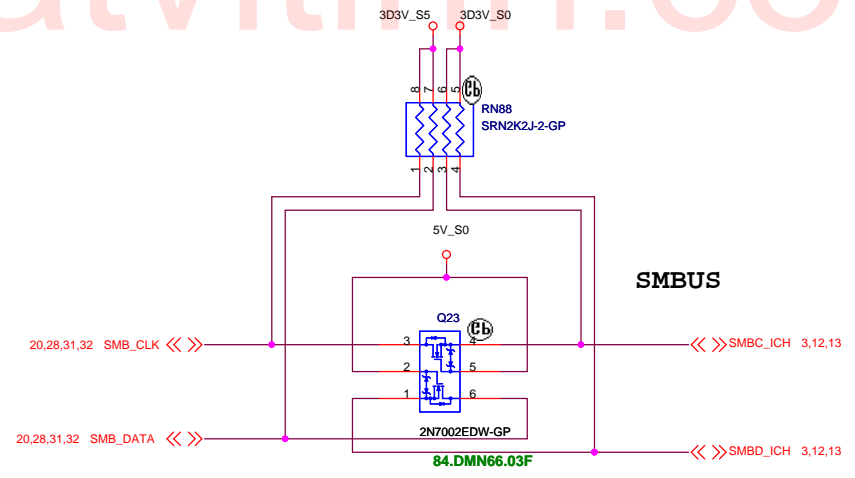 3D3V_S5 3D3V_S0
8 7 6 5
RN88
SRN2K2J-2-GP
1 2 3 4
5V_S0
SMBUS
Q23
20,28,31,32 SMB_CLK 3 4 SMBC_ICH 3,12,13
2 5
1 6
2N7002EDW-GP
20,28,31,32 SMB_DATA
SMBD_ICH 3,12,13
84.DMN66.03F